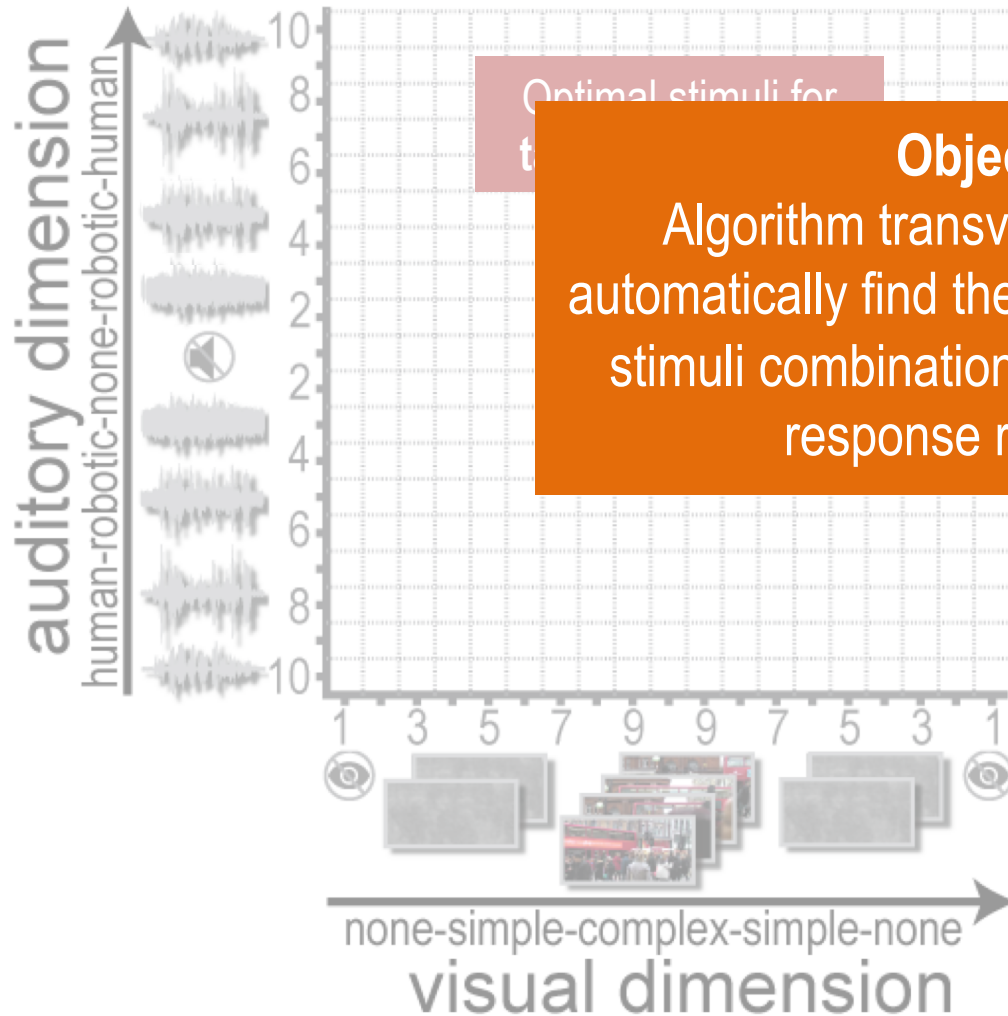 auditory dimension
human-robotic-none-robotic-human
10
8
6
4
2
2
4
6
8
10
Optimal stimuli for
Algorithm
automatically find the
stimuli combination
response
1 3 5 7 9 9 7 5 3 1
none-simple-complex-simple-none
visual dimension